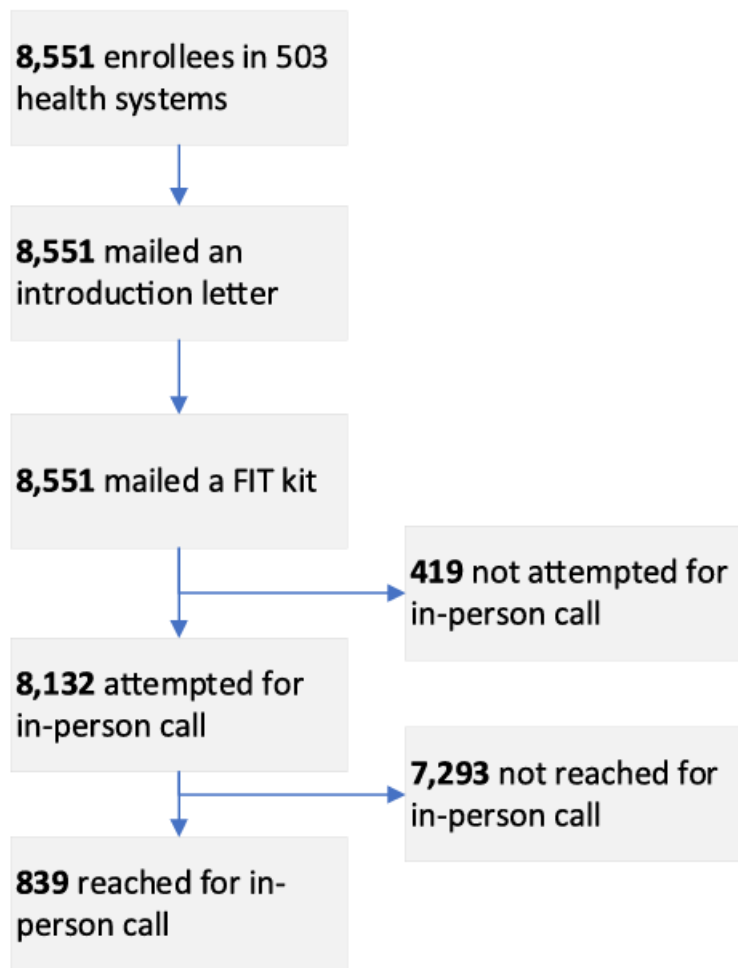 8,551 enrollees in 503
health systems
8,551 mailed an
introduction letter
8,551 mailed a FIT kit
419 not attempted for
in-person call
8,132 attempted for
in-person call
7,293 not reached for
in-person call
839 reached for in-
person call